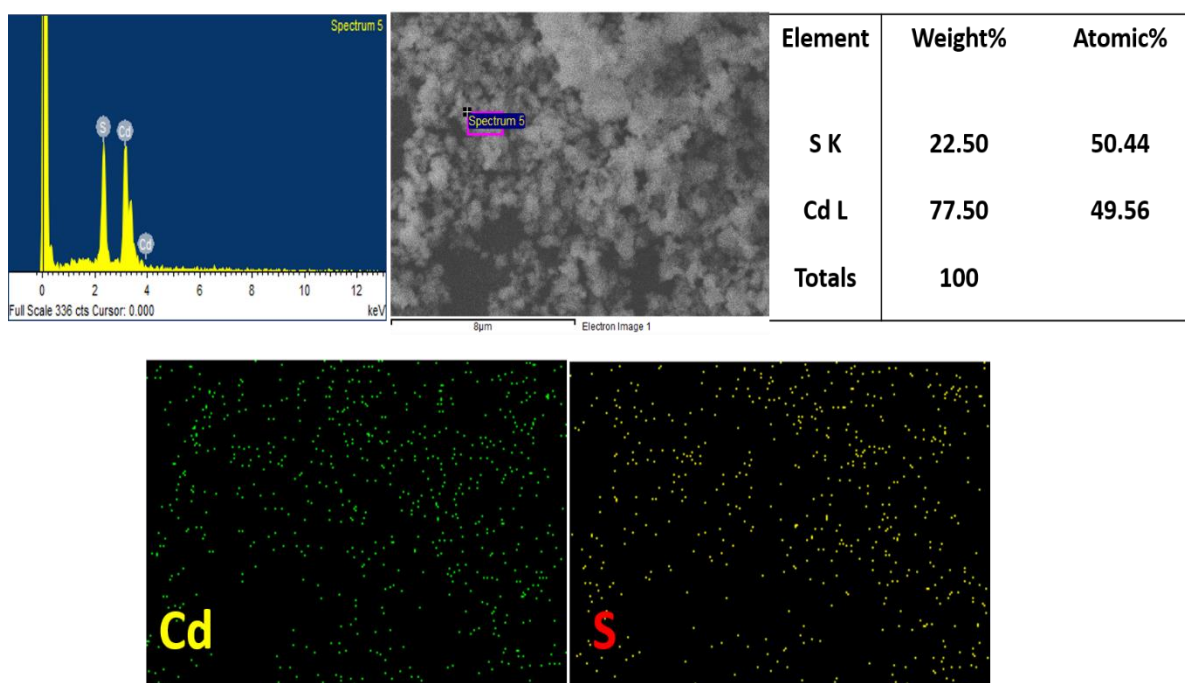 Spectrum 5
S
Cd
Cd
0 2 4 6 8 10 12
Full Scale 336 cts Cursor: 0.000 keV
Spectrum 5
8µm Electron Image 1
Element Weight% Atomic%
S K 22.50 50.44
Cd L 77.50 49.56
Totals 100
Cd
S